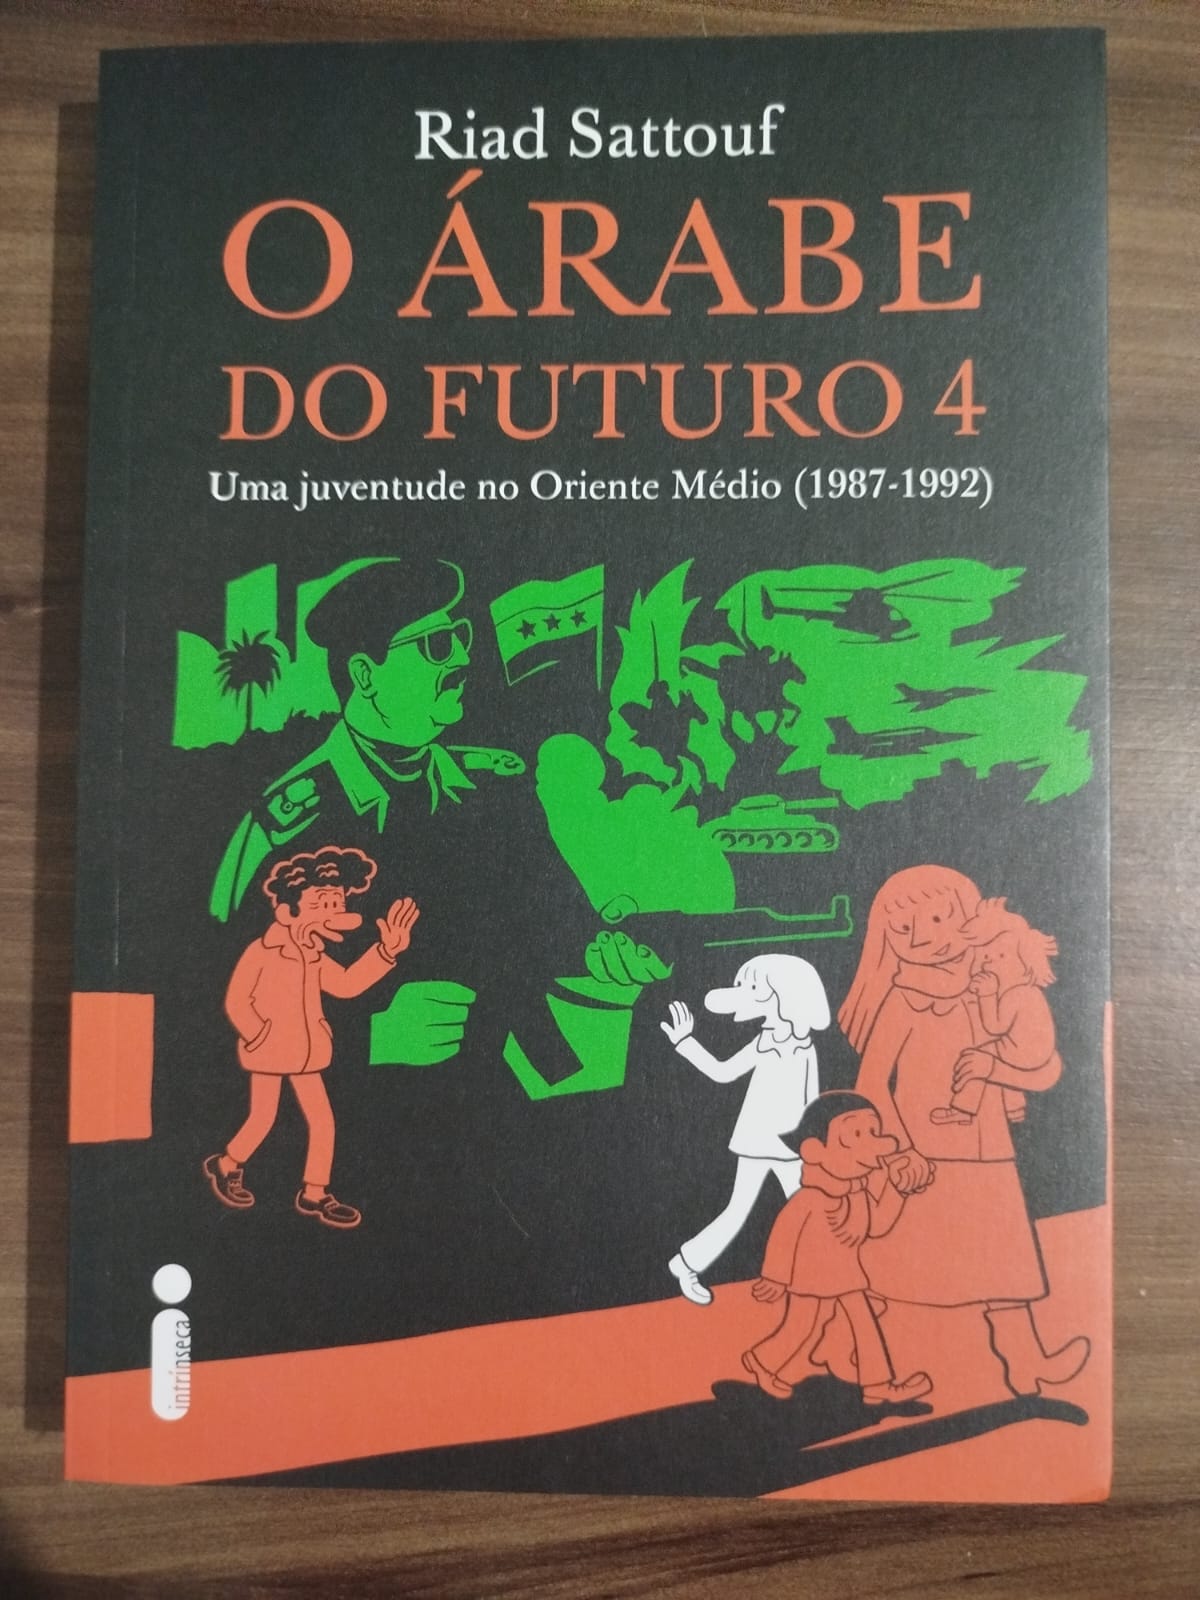 Riad Sattouf
O ÁRABE
DO FUTURO 4
Uma juventude no Oriente Médio (1987-1992)
intrínseca